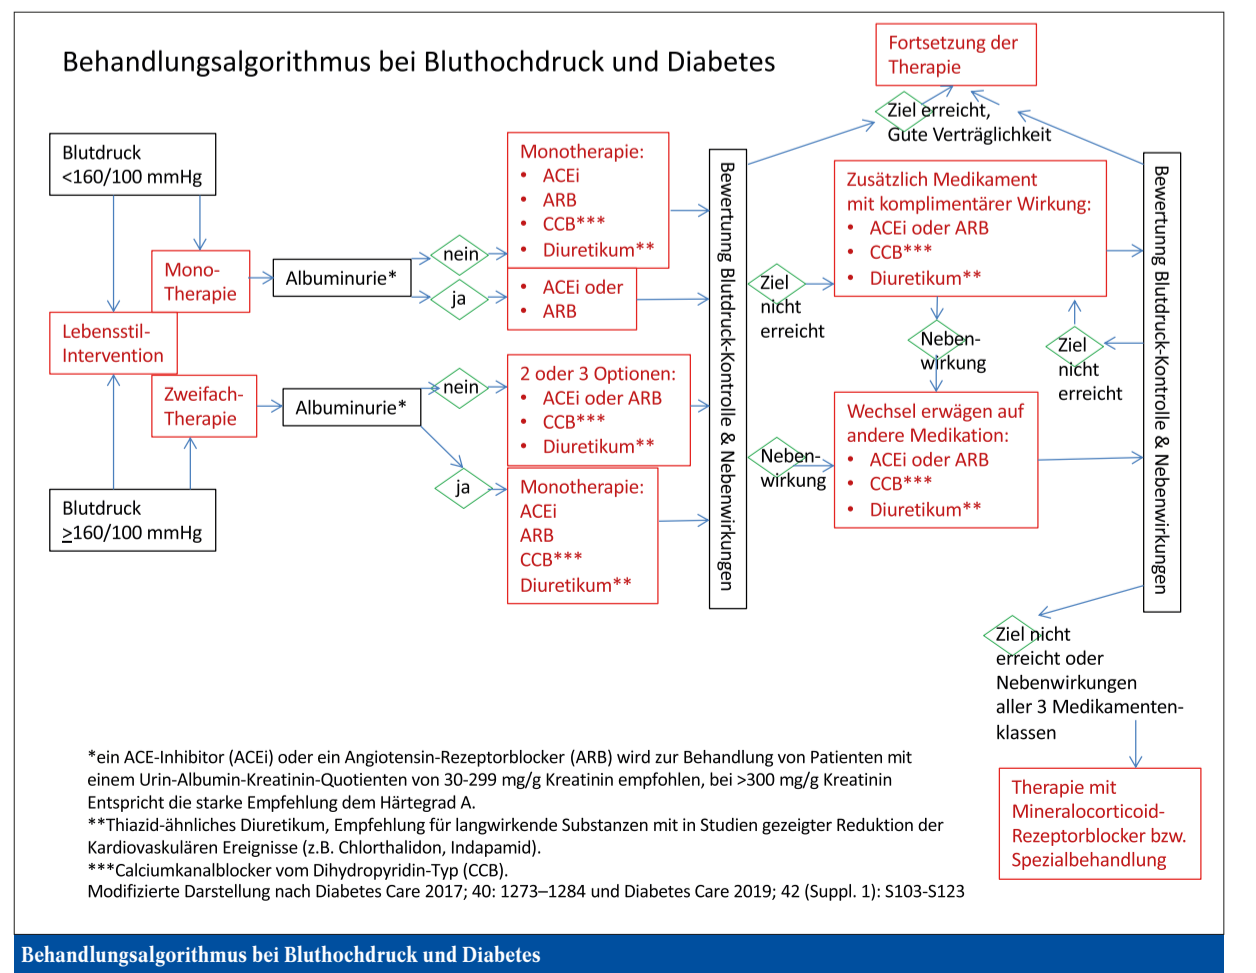 Behandlungsalgorithmus bei Bluthochdruck und Diabetes
Fortsetzung der
Therapie
Ziel erreicht,
Gute Verträglichkeit
Blutdruck
<160/100 mmHg
Mono-
Therapie
Lebensstil-
Intervention
Zweifach-
Therapie
Blutdruck
≥160/100 mmHg
Albuminurie*
nein
ja
Albuminurie*
nein
ja
Monotherapie:
• ACEi
• ARB
• CCB***
• Diuretikum**
• ACEi oder
• ARB
2 oder 3 Optionen:
• ACEi oder ARB
• CCB***
• Diuretikum**
Monotherapie:
ACEi
ARB
CCB***
Diuretikum**
Bewertunng Blutdruck-Kontrolle & Nebenwirkungen
Ziel
nicht
erreicht
Neben-
wirkung
Zusätzlich Medikament
mit komplimentärer Wirkung:
• ACEi oder ARB
• CCB***
• Diuretikum**
Neben-
wirkung
Ziel
nicht
erreicht
Wechsel erwägen auf
andere Medikation:
• ACEi oder ARB
• CCB***
• Diuretikum**
Bewertunng Blutdruck-Kontrolle & Nebenwirkungen
Ziel nicht
erreicht oder
Nebenwirkungen
aller 3 Medikamenten-
klassen
Therapie mit
Mineralocorticoid-
Rezeptorblocker bzw.
Spezialbehandlung
*ein ACE-Inhibitor (ACEi) oder ein Angiotensin-Rezeptorblocker (ARB) wird zur Behandlung von Patienten mit
einem Urin-Albumin-Kreatinin-Quotienten von 30-299 mg/g Kreatinin empfohlen, bei >300 mg/g Kreatinin
Entspricht die starke Empfehlung dem Härtegrad A.
**Thiazid-ähnliches Diuretikum, Empfehlung für langwirkende Substanzen mit in Studien gezeigter Reduktion der
Kardiovaskulären Ereignisse (z.B. Chlorthalidon, Indapamid).
***Calciumkanalblocker vom Dihydropyridin-Typ (CCB).
Modifizierte Darstellung nach Diabetes Care 2017; 40: 1273–1284 und Diabetes Care 2019; 42 (Suppl. 1): S103-S123
Behandlungsalgorithmus bei Bluthochdruck und Diabetes